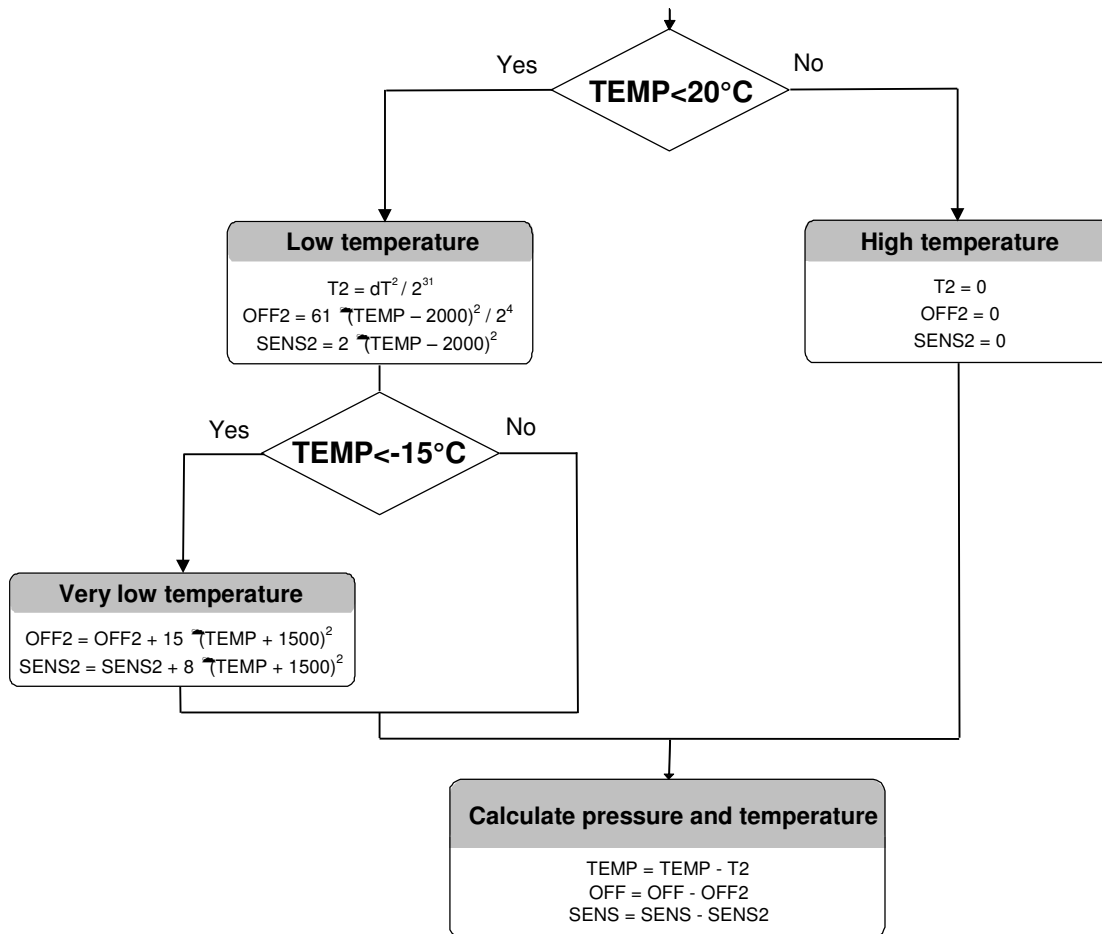 Yes
No
TEMP<20°C
Low temperature
T2 = dT² / 2³¹
OFF2 = 61 (TEMP – 2000)² / 2⁴
SENS2 = 2 (TEMP – 2000)²
High temperature
T2 = 0
OFF2 = 0
SENS2 = 0
Yes
No
TEMP<-15°C
Very low temperature
OFF2 = OFF2 + 15 (TEMP + 1500)²
SENS2 = SENS2 + 8 (TEMP + 1500)²
Calculate pressure and temperature
TEMP = TEMP - T2
OFF = OFF - OFF2
SENS = SENS - SENS2